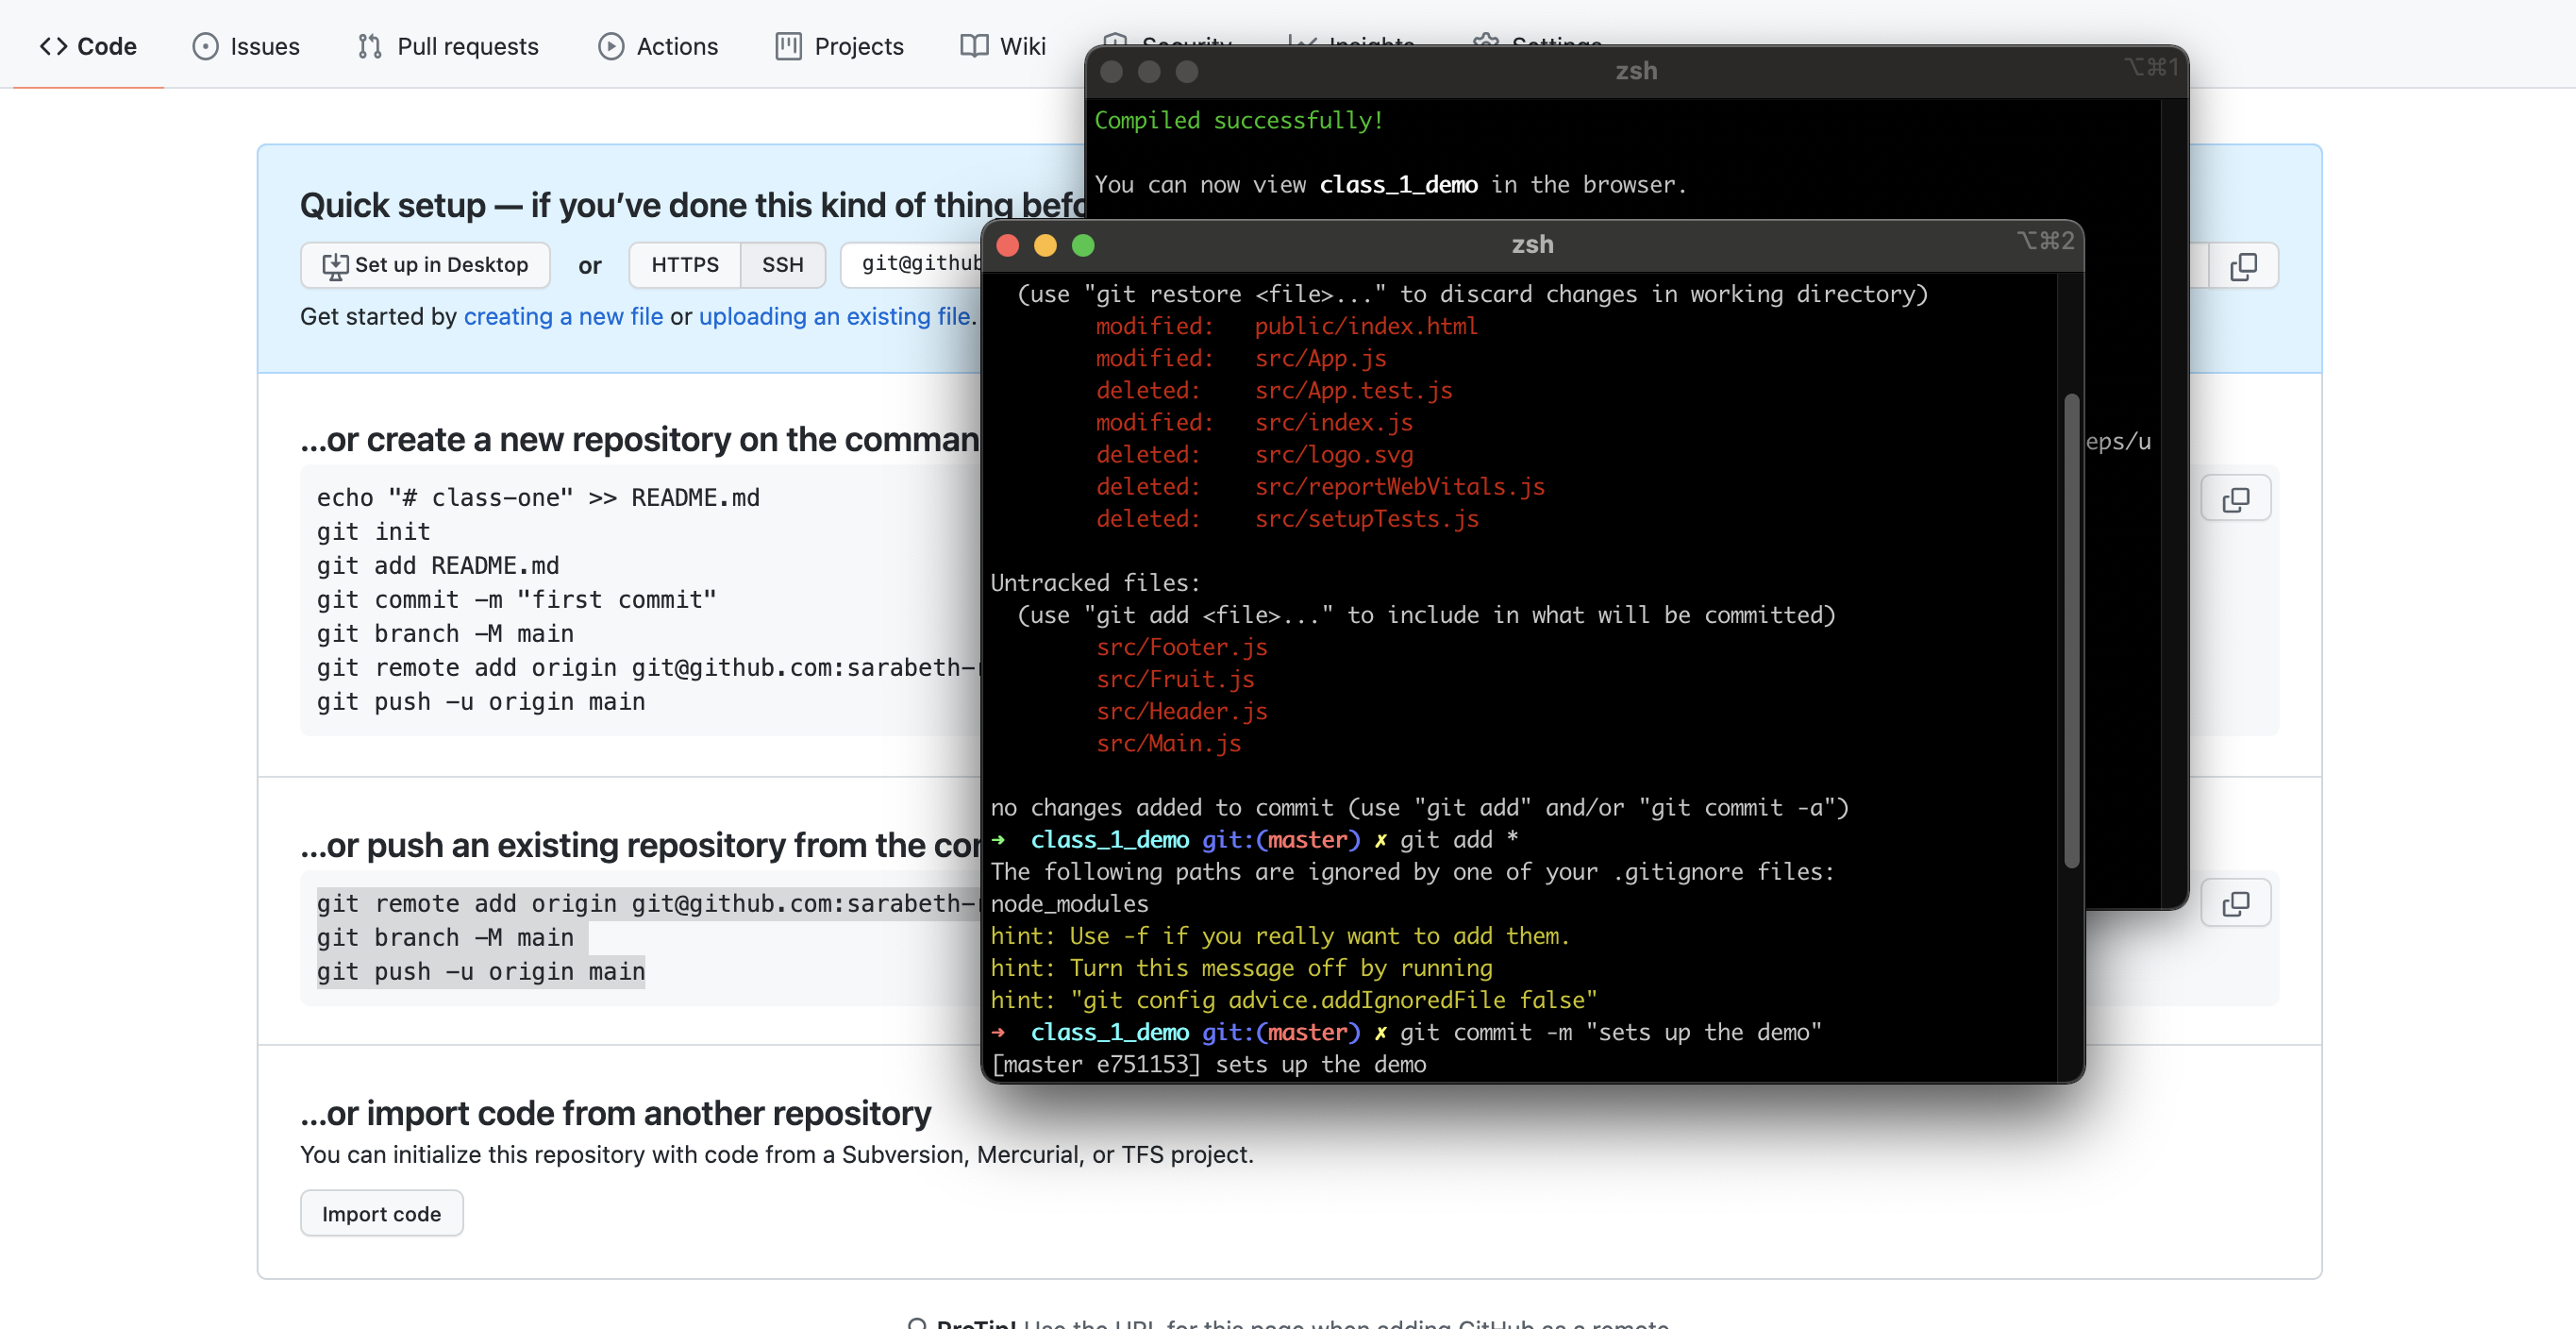 Code Issues Pull requests Actions Projects Wiki Security Insights Settings
Quick setup — if you’ve done this kind of thing
Set up in Desktop or HTTPS SSH
Get started by creating a new file or uploading an existing file.
...or create a new repository on the
echo "# class-one" >> README.md
git init
git add README.md
git commit -m "first commit"
git branch -M main
git remote add origin git@github.com:sarabeth-
git push -u origin main
...or push an existing repository from the
git remote add origin git@github.com:sarabeth-
git branch -M main
git push -u origin main
...or import code from another repository
You can initialize this repository with code from a Subversion, Mercurial, or TFS project.
Import code
ProTip! Use the URL for this page when adding GitHub as a remote.
zsh ⌥⌘1
Compiled successfully!
You can now view class_1_demo in the browser.
eps/u
zsh ⌥⌘2
(use "git restore <file>..." to discard changes in working directory)
modified: public/index.html
modified: src/App.js
deleted: src/App.test.js
modified: src/index.js
deleted: src/logo.svg
deleted: src/reportWebVitals.js
deleted: src/setupTests.js
Untracked files:
(use "git add <file>..." to include in what will be committed)
src/Footer.js
src/Fruit.js
src/Header.js
src/Main.js
no changes added to commit (use "git add" and/or "git commit -a")
➜ class_1_demo git:(master) ✗ git add *
The following paths are ignored by one of your .gitignore files:
node_modules
hint: Use -f if you really want to add them.
hint: Turn this message off by running
hint: "git config advice.addIgnoredFile false"
➜ class_1_demo git:(master) ✗ git commit -m "sets up the demo"
[master e751153] sets up the demo